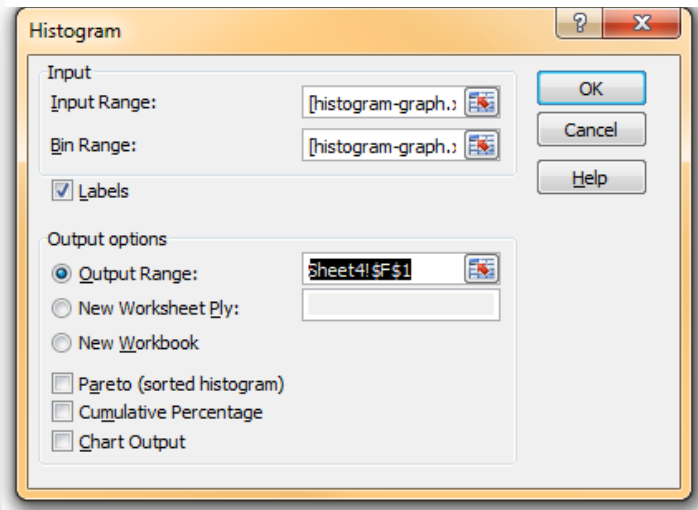 Histogram
Input
Input Range:
[histogram-graph.x
Bin Range:
[histogram-graph.x
Labels
Output options
Output Range:
Sheet4!$F$1
New Worksheet Ply:
New Workbook
Pareto (sorted histogram)
Cumulative Percentage
Chart Output
OK
Cancel
Help